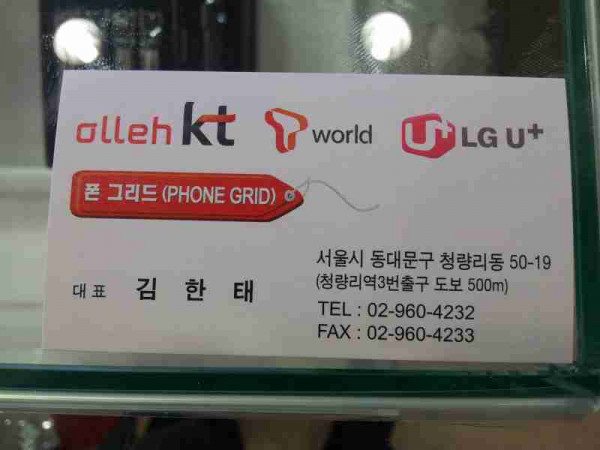 olleh kt T world U+ LG U+
폰 그리드 (PHONE GRID)
대표 김 한 태
서울시 동대문구 청량리동 50-19
(청량리역3번출구 도보 500m)
TEL : 02-960-4232
FAX : 02-960-4233